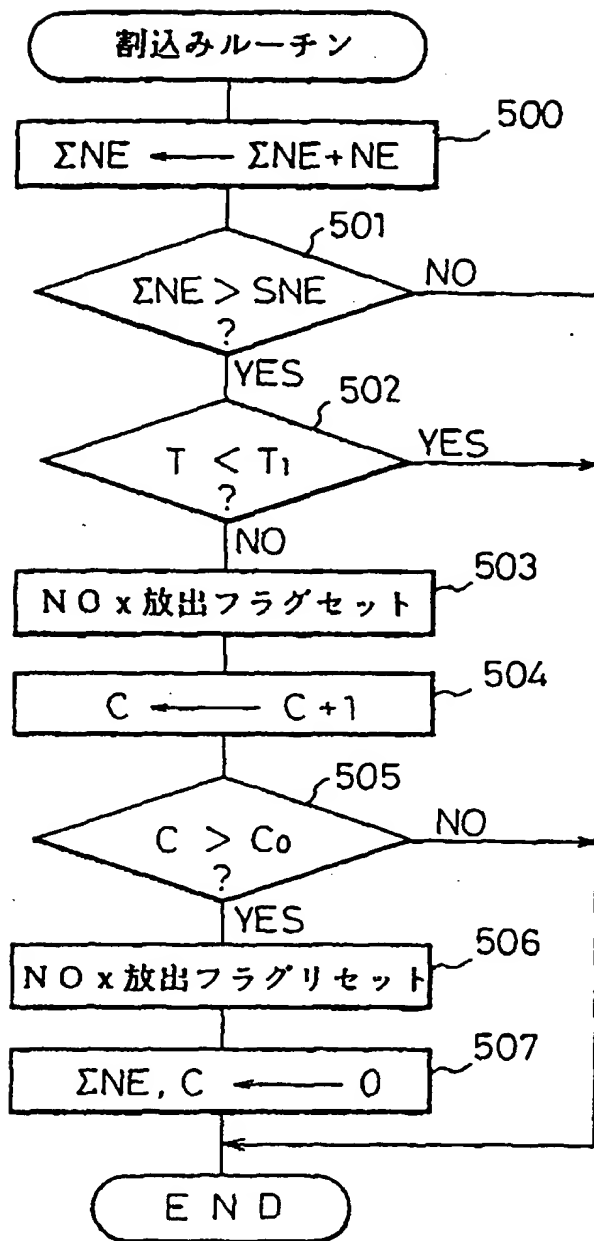 割込みルーチン
500
ΣNE ← ΣNE+NE
501
ΣNE > SNE
?
NO
YES
502
T < T1
?
YES
NO
503
NOx放出フラグセット
504
C ← C+1
505
C > C0
?
NO
YES
506
NOx放出フラグリセット
507
ΣNE, C ← 0
END